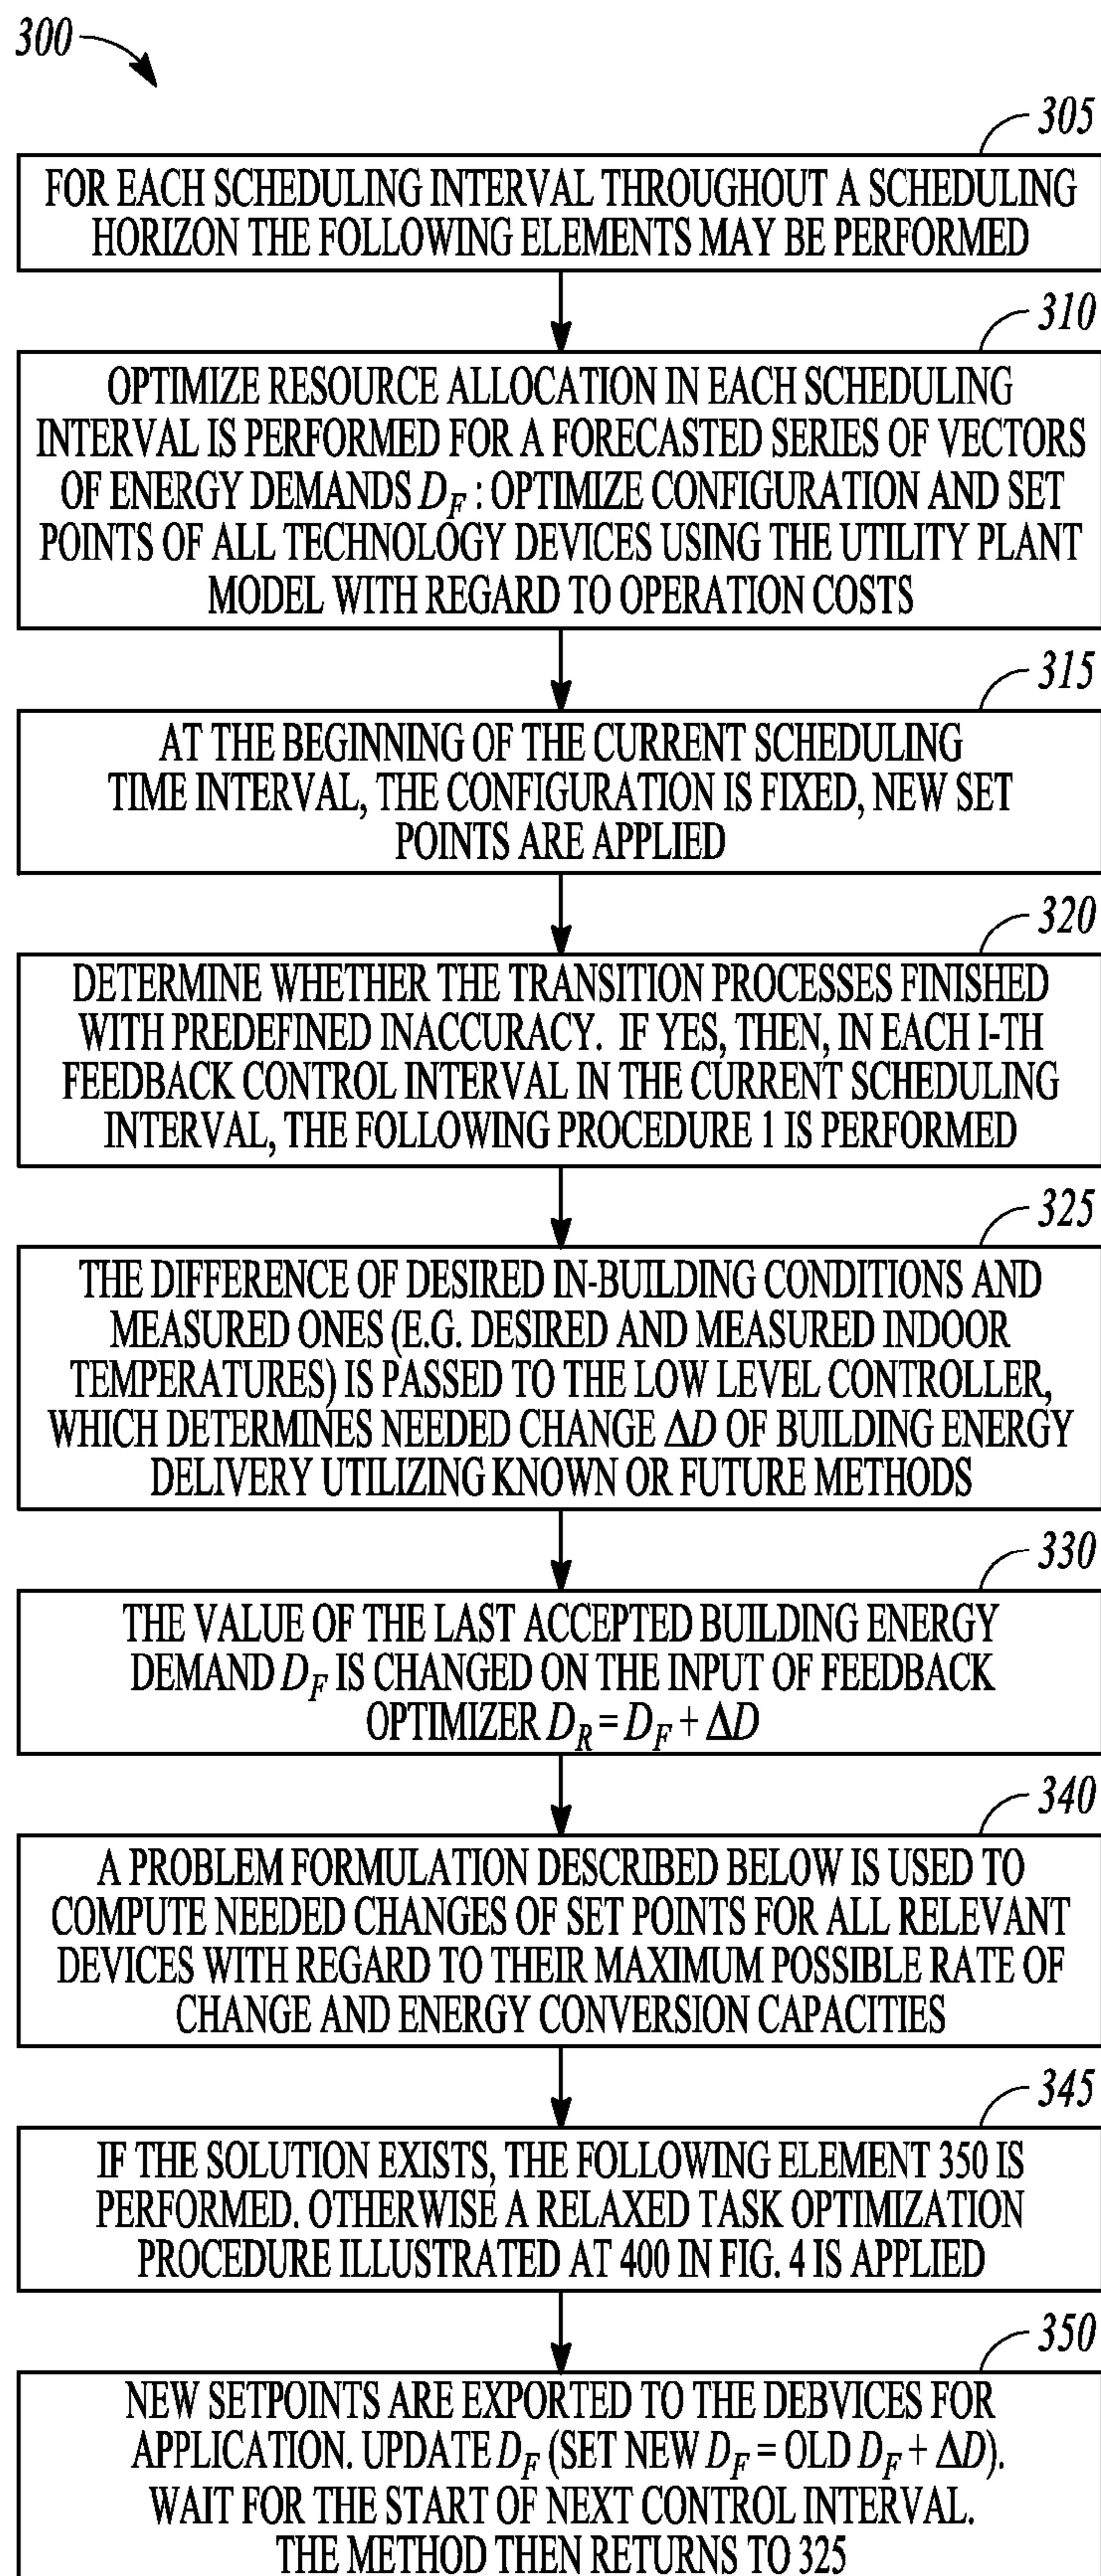 300
305
FOR EACH SCHEDULING INTERVAL THROUGHOUT A SCHEDULING
HORIZON THE FOLLOWING ELEMENTS MAY BE PERFORMED
310
OPTIMIZE RESOURCE ALLOCATION IN EACH SCHEDULING
INTERVAL IS PERFORMED FOR A FORECASTED SERIES OF VECTORS
OF ENERGY DEMANDS D_F : OPTIMIZE CONFIGURATION AND SET
POINTS OF ALL TECHNOLOGY DEVICES USING THE UTILITY PLANT
MODEL WITH REGARD TO OPERATION COSTS
315
AT THE BEGINNING OF THE CURRENT SCHEDULING
TIME INTERVAL, THE CONFIGURATION IS FIXED, NEW SET
POINTS ARE APPLIED
320
DETERMINE WHETHER THE TRANSITION PROCESSES FINISHED
WITH PREDEFINED INACCURACY. IF YES, THEN, IN EACH I-TH
FEEDBACK CONTROL INTERVAL IN THE CURRENT SCHEDULING
INTERVAL, THE FOLLOWING PROCEDURE 1 IS PERFORMED
325
THE DIFFERENCE OF DESIRED IN-BUILDING CONDITIONS AND
MEASURED ONES (E.G. DESIRED AND MEASURED INDOOR
TEMPERATURES) IS PASSED TO THE LOW LEVEL CONTROLLER,
WHICH DETERMINES NEEDED CHANGE ΔD OF BUILDING ENERGY
DELIVERY UTILIZING KNOWN OR FUTURE METHODS
330
THE VALUE OF THE LAST ACCEPTED BUILDING ENERGY
DEMAND D_F IS CHANGED ON THE INPUT OF FEEDBACK
OPTIMIZER D_R = D_F + ΔD
340
A PROBLEM FORMULATION DESCRIBED BELOW IS USED TO
COMPUTE NEEDED CHANGES OF SET POINTS FOR ALL RELEVANT
DEVICES WITH REGARD TO THEIR MAXIMUM POSSIBLE RATE OF
CHANGE AND ENERGY CONVERSION CAPACITIES
345
IF THE SOLUTION EXISTS, THE FOLLOWING ELEMENT 350 IS
PERFORMED. OTHERWISE A RELAXED TASK OPTIMIZATION
PROCEDURE ILLUSTRATED AT 400 IN FIG. 4 IS APPLIED
350
NEW SETPOINTS ARE EXPORTED TO THE DEBVICES FOR
APPLICATION. UPDATE D_F (SET NEW D_F = OLD D_F + ΔD).
WAIT FOR THE START OF NEXT CONTROL INTERVAL.
THE METHOD THEN RETURNS TO 325